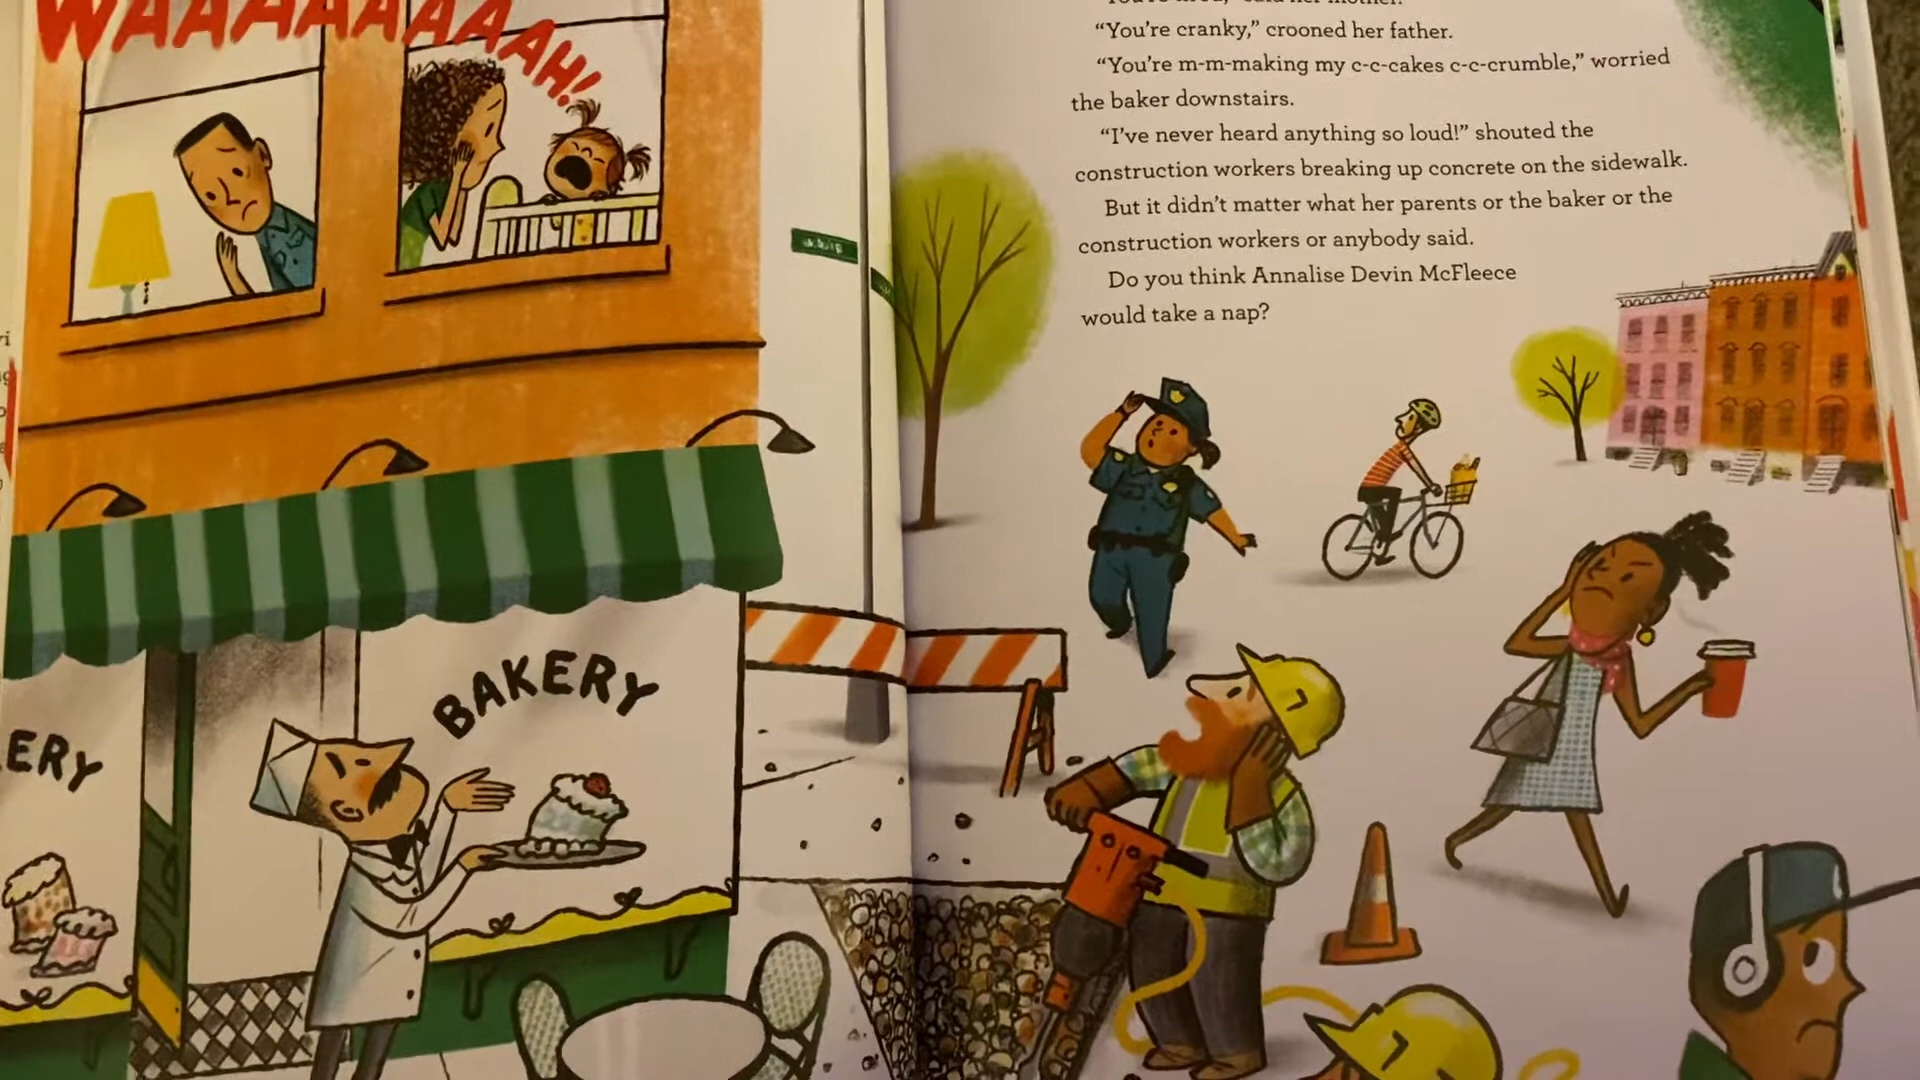 WAAAAAAAAAH!
BAKERY
ERY
"You're cranky," crooned her father.
"You're m-m-making my c-c-cakes c-c-crumble," worried
the baker downstairs.
"I've never heard anything so loud!" shouted the
construction workers breaking up concrete on the sidewalk.
But it didn't matter what her parents or the baker or the
construction workers or anybody said.
Do you think Annalise Devin McFleece
would take a nap?